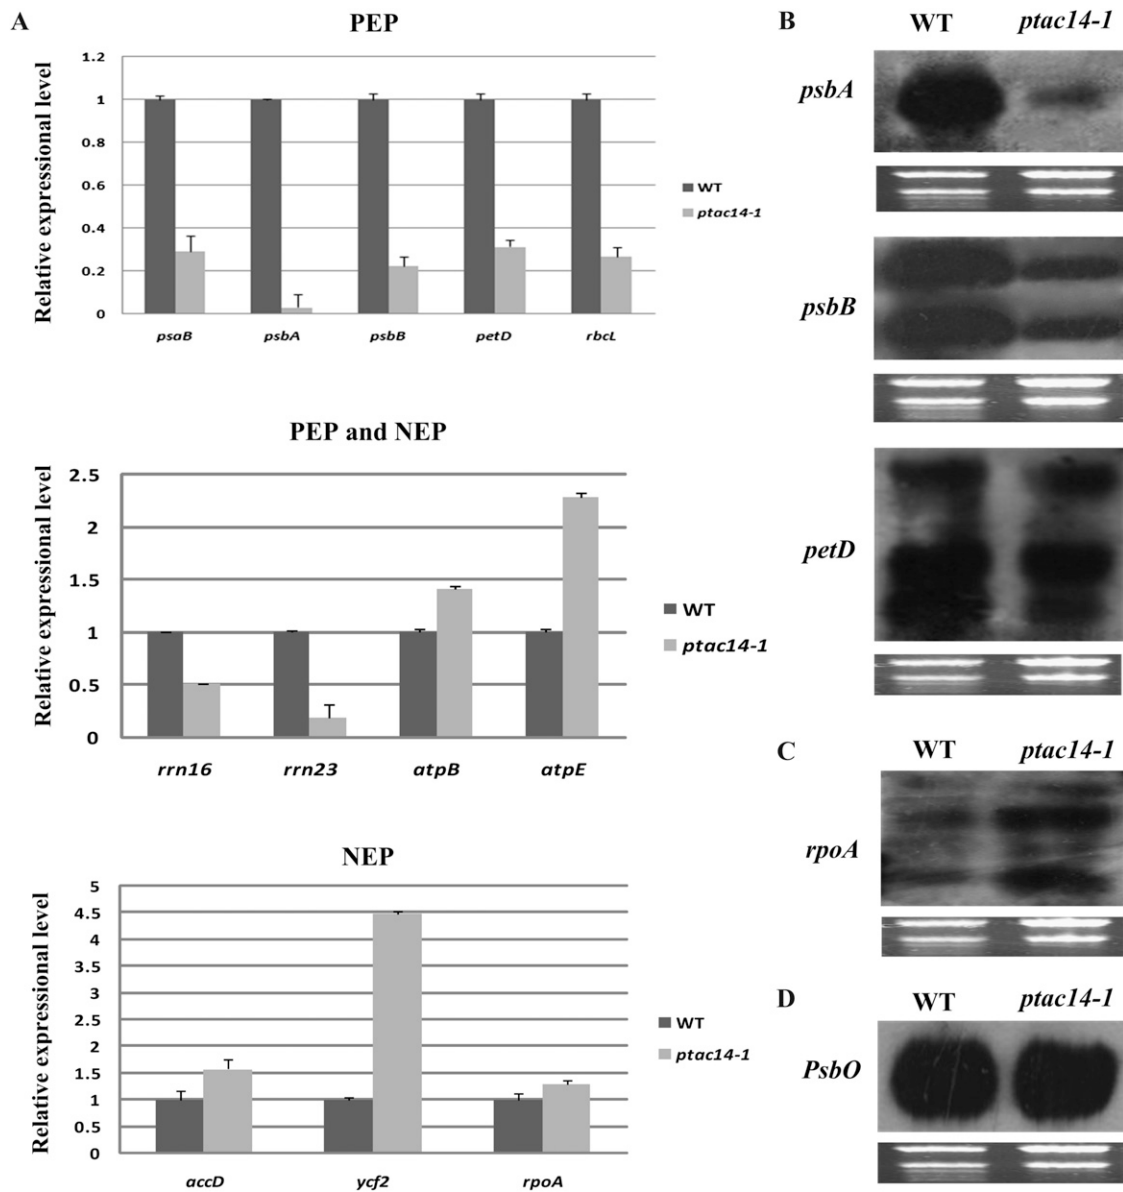 A
PEP
Relative expressional level
1.2
1
0.8
0.6
0.4
0.2
0
psaB psbA psbB petD rbcL
WT
ptac14-1
PEP and NEP
Relative expressional level
2.5
2
1.5
1
0.5
0
rrn16 rrn23 atpB atpE
WT
ptac14-1
NEP
Relative expressional level
5
4.5
4
3.5
3
2.5
2
1.5
1
0.5
0
accD ycf2 rpoA
WT
ptac14-1
B
WT ptac14-1
psbA
psbB
petD
C
WT ptac14-1
rpoA
D
WT ptac14-1
PsbO